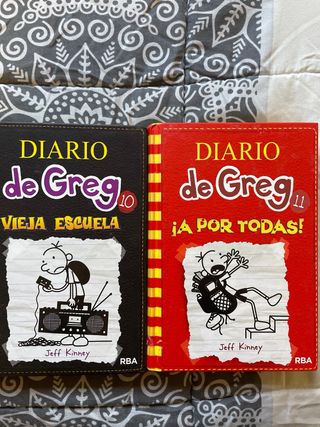 DIARIO
de Greg 10
VIEJA ESCUELA
Jeff Kinney
RBA
DIARIO
de Greg 11
¡A POR TODAS!
Jeff Kinney
RBA